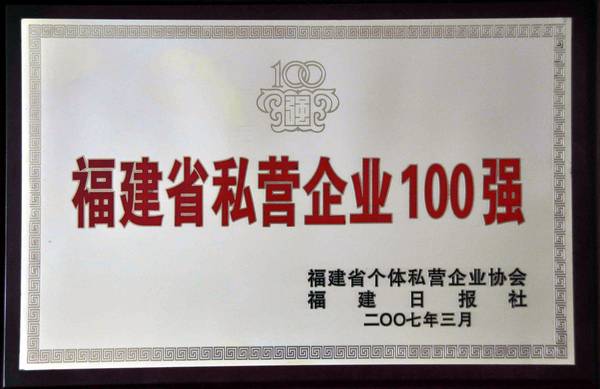 100
强
福建省私营企业100强
福建省个体私营企业协会
福建日报社
二〇〇七年三月